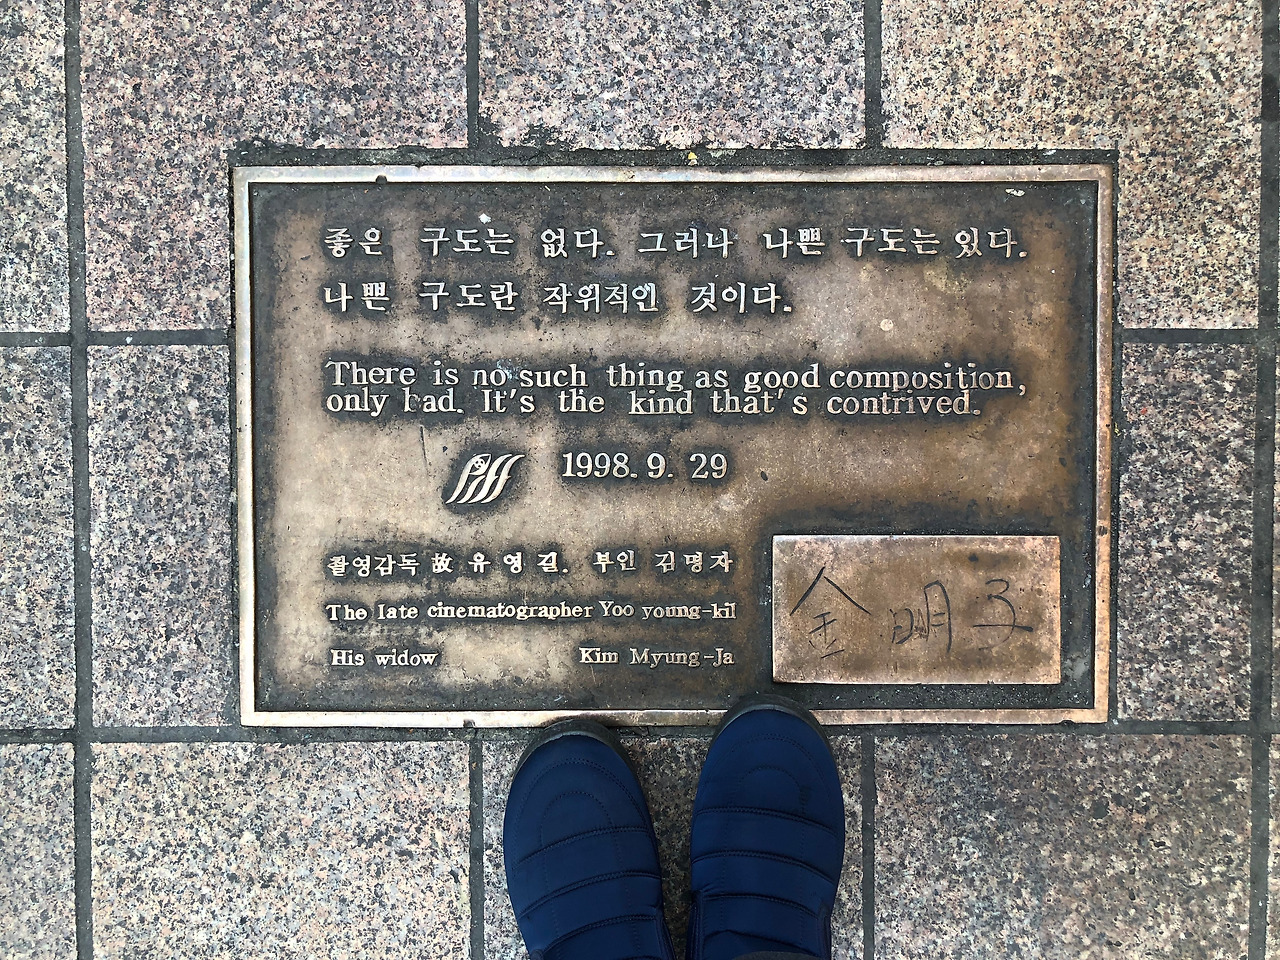 좋은 구도는 없다. 그러나 나쁜 구도는 있다.
나쁜 구도란 작위적인 것이다.
There is no such thing as good composition,
only bad. It's the kind that's contrived.
PIFF 1998. 9. 29
촬영감독 故 유영길. 부인 김명자
The late cinematographer Yoo young-kil
His widow Kim Myung-Ja
金明子